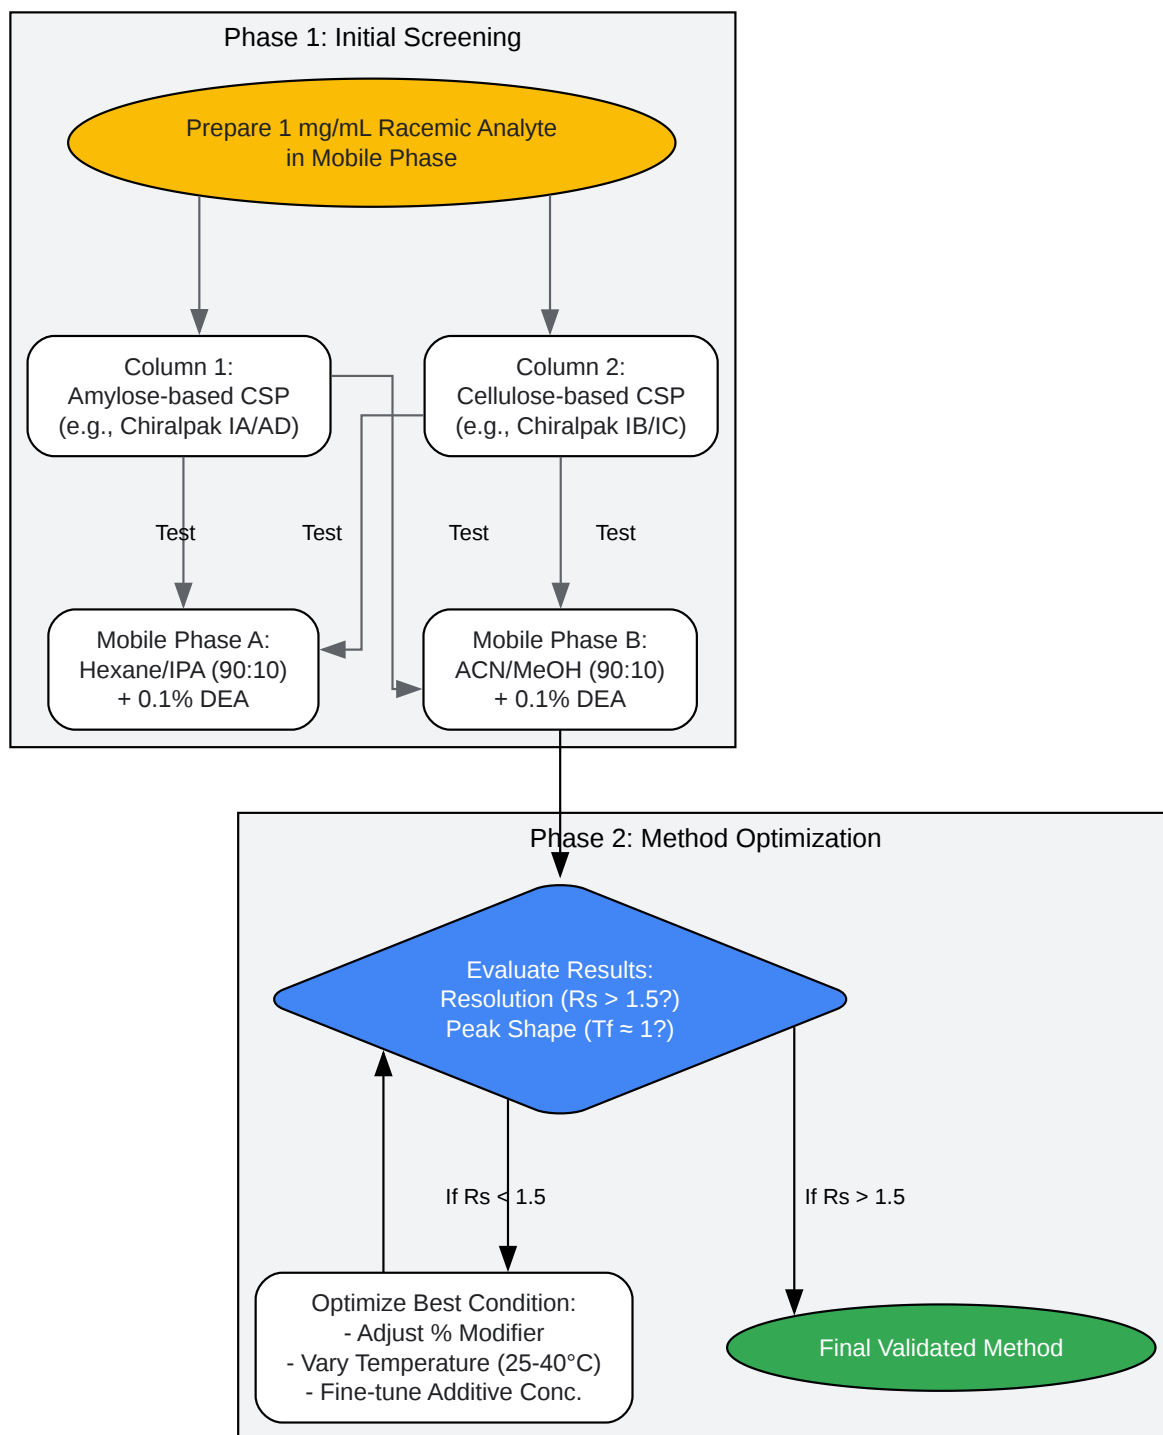 Phase 1: Initial Screening
Prepare 1 mg/mL Racemic Analyte
in Mobile Phase
Column 1:
Amylose-based CSP
(e.g., Chiralpak IA/AD)
Column 2:
Cellulose-based CSP
(e.g., Chiralpak IB/IC)
Test
Test
Test
Test
Mobile Phase A:
Hexane/IPA (90:10)
+ 0.1% DEA
Mobile Phase B:
ACN/MeOH (90:10)
+ 0.1% DEA
Phase 2: Method Optimization
Evaluate Results:
Resolution (Rs > 1.5?)
Peak Shape (Tf ≈ 1?)
If Rs < 1.5
If Rs > 1.5
Optimize Best Condition:
- Adjust % Modifier
- Vary Temperature (25-40°C)
- Fine-tune Additive Conc.
Final Validated Method